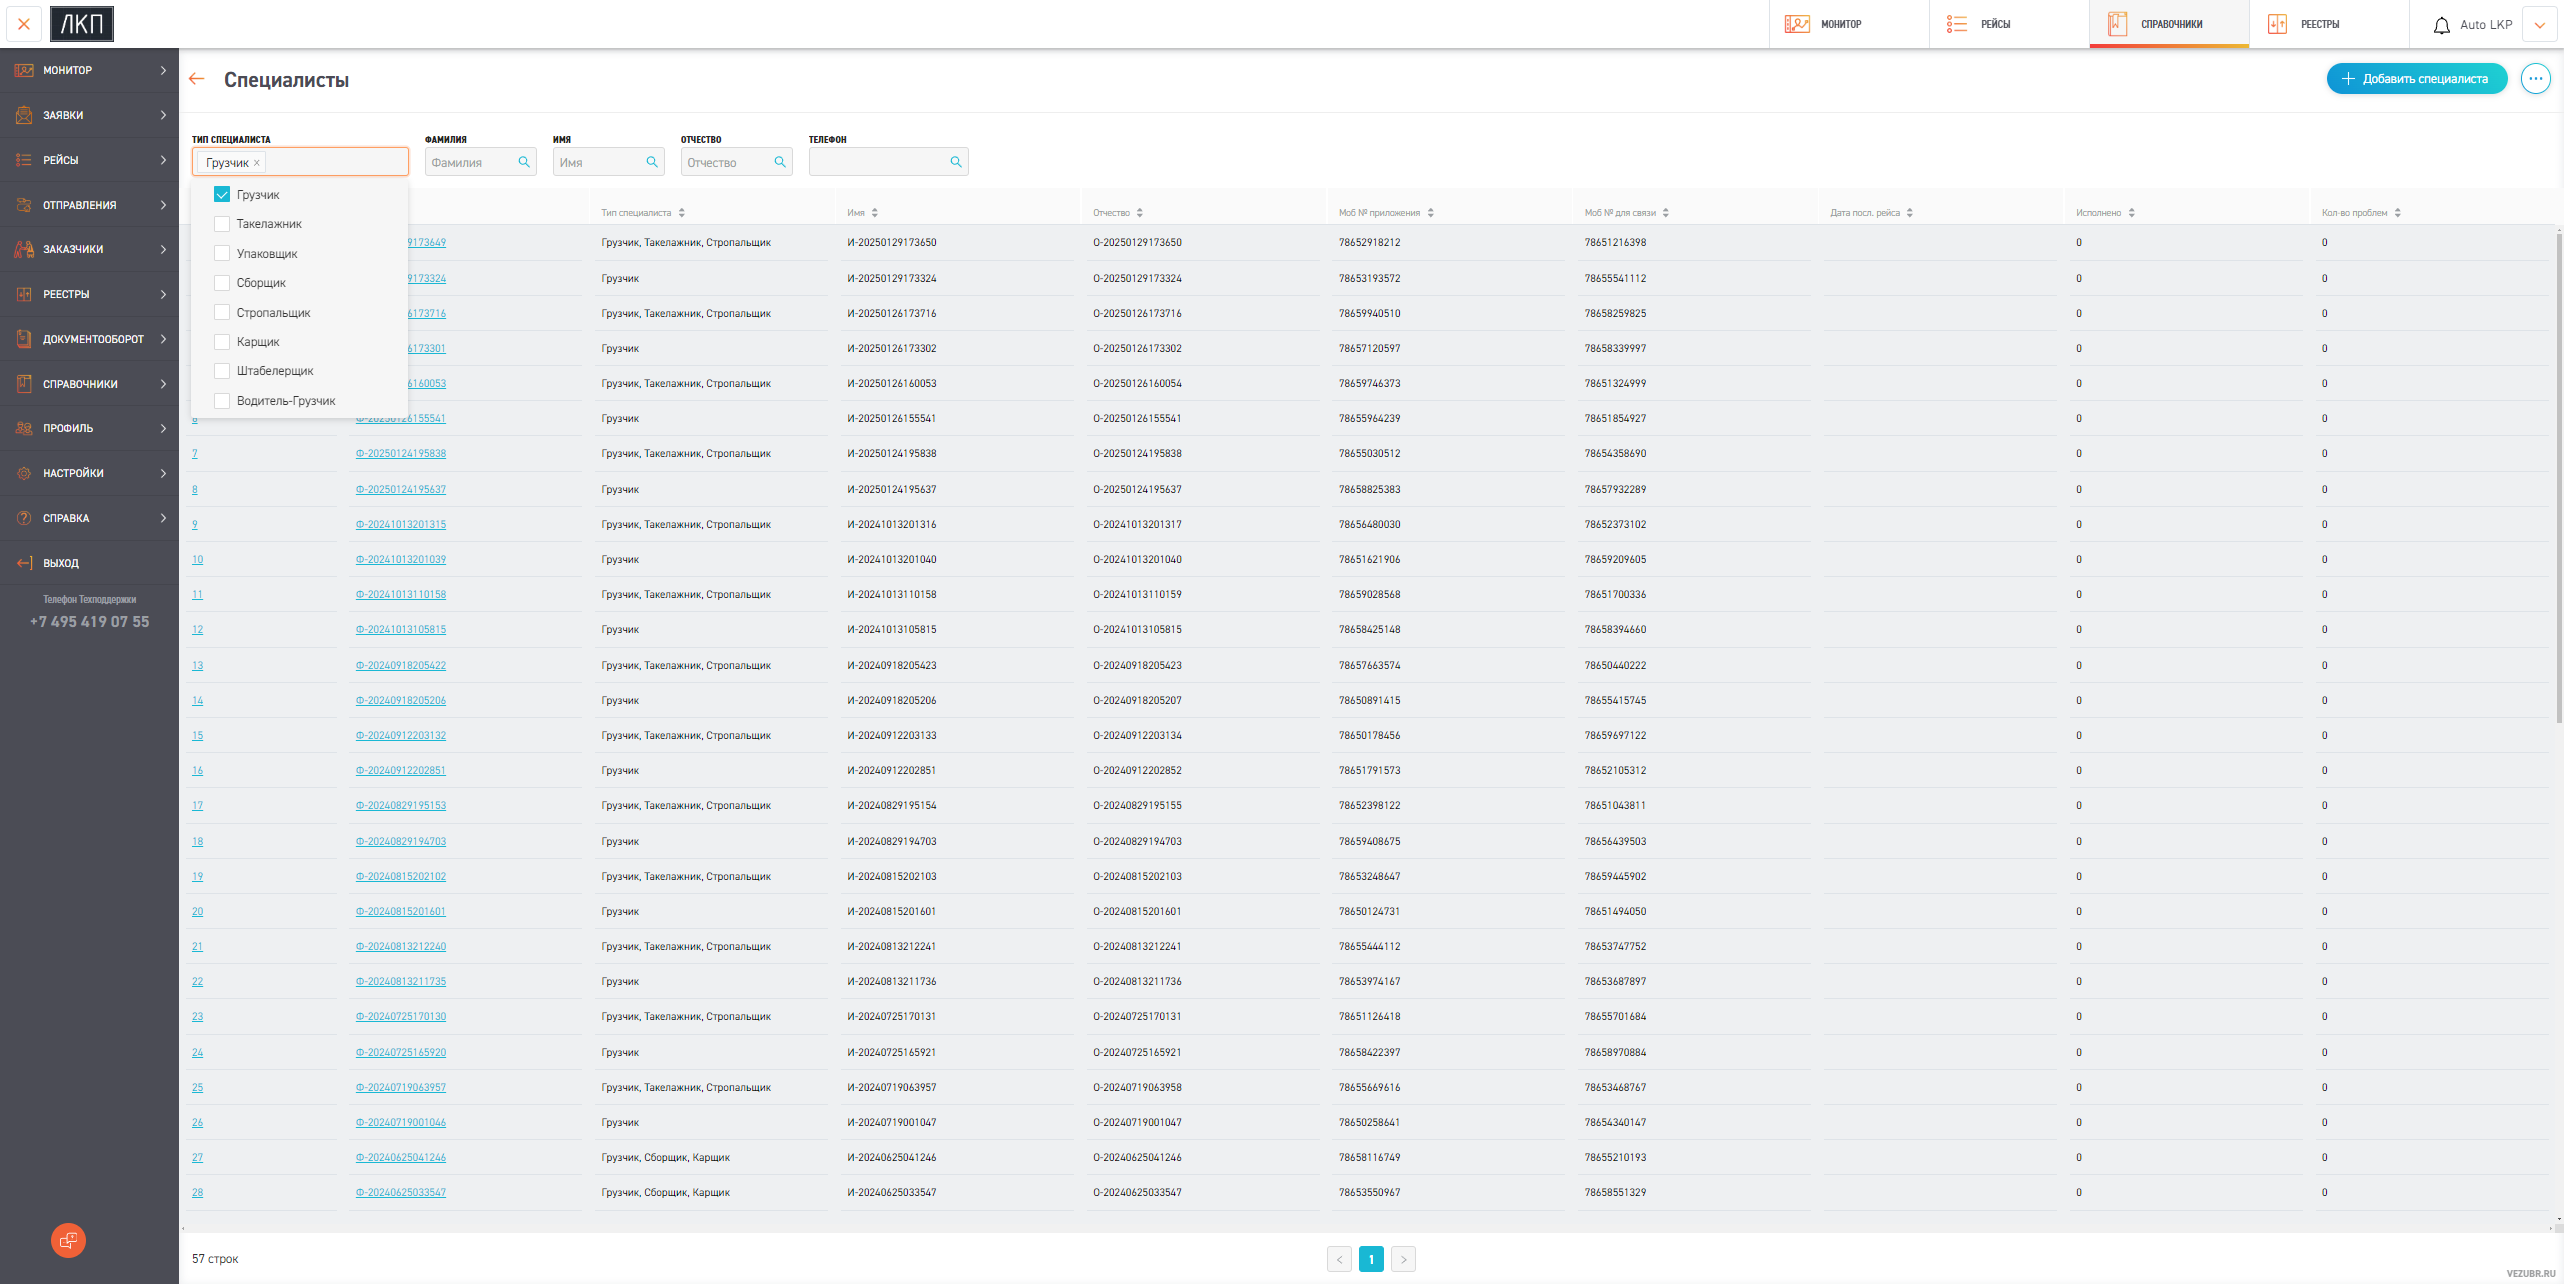 ЛКП
МОНИТОР
РЕЙСЫ
СПРАВОЧНИКИ
РЕЕСТРЫ
Auto LKP
МОНИТОР
ЗАЯВКИ
РЕЙСЫ
ОТПРАВЛЕНИЯ
ЗАКАЗЧИКИ
РЕЕСТРЫ
ДОКУМЕНТООБОРОТ
СПРАВОЧНИКИ
ПРОФИЛЬ
НАСТРОЙКИ
СПРАВКА
ВЫХОД
Телефон Техподдержки
+7 495 419 07 55
Специалисты
Добавить специалиста
ТИП СПЕЦИАЛИСТА ФАМИЛИЯ ИМЯ ОТЧЕСТВО ТЕЛЕФОН
Грузчик × Фамилия Имя Отчество
Грузчик
Такелажник
Упаковщик
Сборщик
Стропальщик
Карщик
Штабелерщик
Водитель-Грузчик
Тип специалиста Имя Отчество Моб № приложения Моб № для связи Дата посл. рейса Исполнено Кол-во проблем
9173649 Грузчик, Такелажник, Стропальщик И-20250129173650 О-20250129173650 78652918212 78651216398 0 0
9173324 Грузчик И-20250129173324 О-20250129173324 78653193572 78655541112 0 0
6173716 Грузчик, Такелажник, Стропальщик И-20250126173716 О-20250126173716 78659940510 78658259825 0 0
6173301 Грузчик И-20250126173302 О-20250126173302 78657120597 78658339997 0 0
6160053 Грузчик, Такелажник, Стропальщик И-20250126160053 О-20250126160054 78659746373 78651324999 0 0
6 Ф-20250126155541 Грузчик И-20250126155541 О-20250126155541 78655964239 78651854927 0 0
7 Ф-20250124195838 Грузчик, Такелажник, Стропальщик И-20250124195838 О-20250124195838 78655030512 78654358690 0 0
8 Ф-20250124195637 Грузчик И-20250124195637 О-20250124195637 78658825383 78657932289 0 0
9 Ф-20241013201315 Грузчик, Такелажник, Стропальщик И-20241013201316 О-20241013201317 78656480030 78652373102 0 0
10 Ф-20241013201039 Грузчик И-20241013201040 О-20241013201040 78651621906 78659209605 0 0
11 Ф-20241013110158 Грузчик, Такелажник, Стропальщик И-20241013110158 О-20241013110159 78659028568 78651700336 0 0
12 Ф-20241013105815 Грузчик И-20241013105815 О-20241013105815 78658425148 78658394660 0 0
13 Ф-20240918205422 Грузчик, Такелажник, Стропальщик И-20240918205423 О-20240918205423 78657663574 78650440222 0 0
14 Ф-20240918205206 Грузчик И-20240918205206 О-20240918205207 78650891415 78655415745 0 0
15 Ф-20240912203132 Грузчик, Такелажник, Стропальщик И-20240912203133 О-20240912203134 78650178456 78659697122 0 0
16 Ф-20240912202851 Грузчик И-20240912202851 О-20240912202852 78651791573 78652105312 0 0
17 Ф-20240829195153 Грузчик, Такелажник, Стропальщик И-20240829195154 О-20240829195155 78652398122 78651043811 0 0
18 Ф-20240829194703 Грузчик И-20240829194703 О-20240829194703 78659408675 78656439503 0 0
19 Ф-20240815202102 Грузчик, Такелажник, Стропальщик И-20240815202103 О-20240815202103 78653248647 78659445902 0 0
20 Ф-20240815201601 Грузчик И-20240815201601 О-20240815201601 78650124731 78651494050 0 0
21 Ф-20240813212240 Грузчик, Такелажник, Стропальщик И-20240813212241 О-20240813212241 78655444112 78653747752 0 0
22 Ф-20240813211735 Грузчик И-20240813211736 О-20240813211736 78653974167 78653687897 0 0
23 Ф-20240725170130 Грузчик, Такелажник, Стропальщик И-20240725170131 О-20240725170131 78651126418 78655701684 0 0
24 Ф-20240725165920 Грузчик И-20240725165921 О-20240725165921 78658422397 78658970884 0 0
25 Ф-20240719063957 Грузчик, Такелажник, Стропальщик И-20240719063957 О-20240719063958 78655669616 78653468767 0 0
26 Ф-20240719001046 Грузчик И-20240719001047 О-20240719001047 78650258641 78654340147 0 0
27 Ф-20240625041246 Грузчик, Сборщик, Карщик И-20240625041246 О-20240625041246 78658116749 78655210193 0 0
28 Ф-20240625033547 Грузчик, Сборщик, Карщик И-20240625033547 О-20240625033547 78653550967 78658551329 0 0
57 строк
< 1 >
VEZUBR.RU